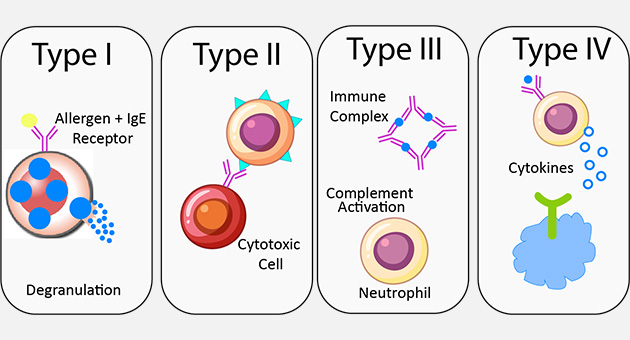 Type I
Allergen + IgE
Receptor
Degranulation
Type II
Cytotoxic
Cell
Type III
Immune
Complex
Complement
Activation
Neutrophil
Type IV
Cytokines